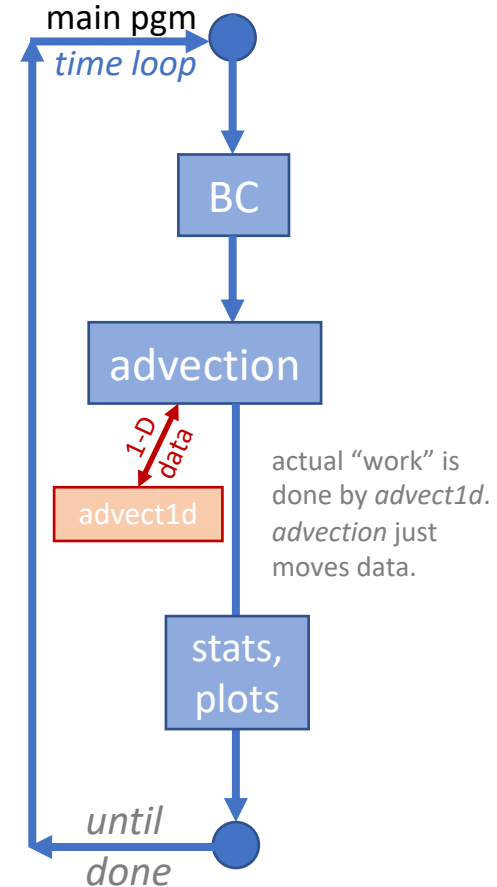 main pgm
time loop
BC
advection
1-D
data
advect1d
actual “work” is
done by advect1d.
advection just
moves data.
stats,
plots
until
done